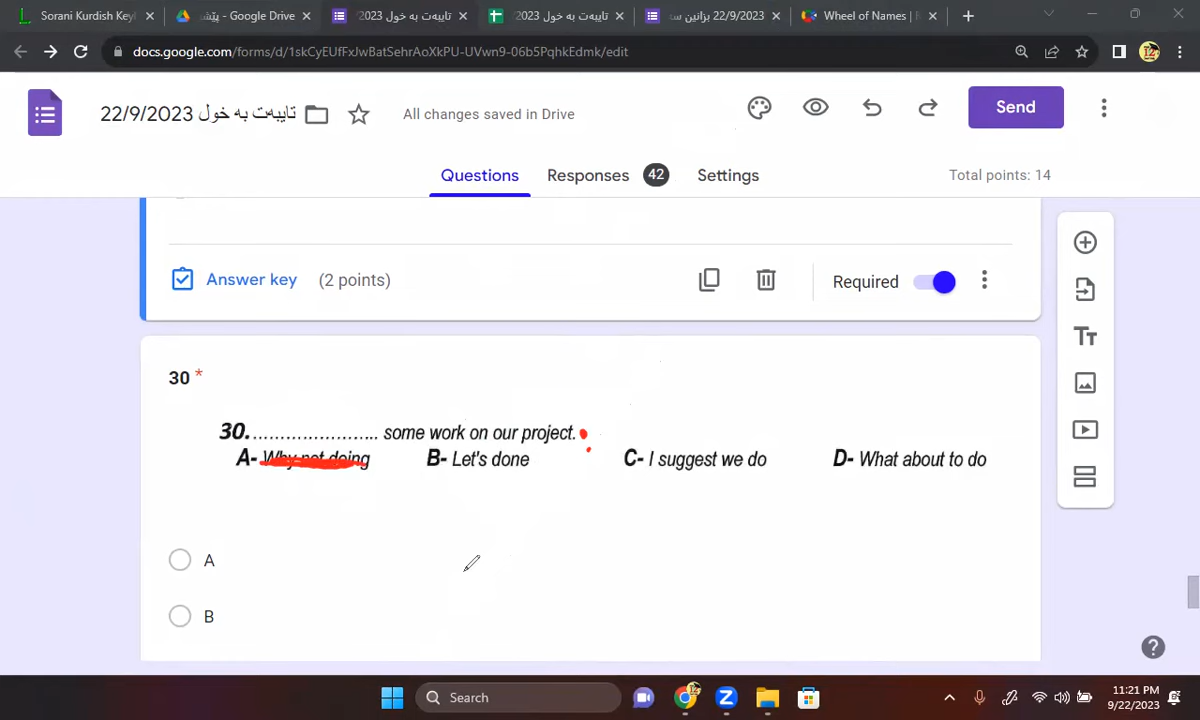 Sorani Kurdish Key
- Google Drive
تایبەت بە خول 2023
تایبەت بە خول 2023
22/9/2023
Wheel of Names | R
docs.google.com/forms/d/1skCyEUfFxJwBatSehrAoXkPU-UVwn9-06b5PqhkEdmk/edit
تایبەت بە خول 22/9/2023
All changes saved in Drive
Send
Questions
Responses 42
Settings
Total points: 14
Answer key (2 points)
Required
30 *
30. ...................... some work on our project.
A- Why not doing B- Let's done C- I suggest we do D- What about to do
A
B
Search
11:21 PM
9/22/2023